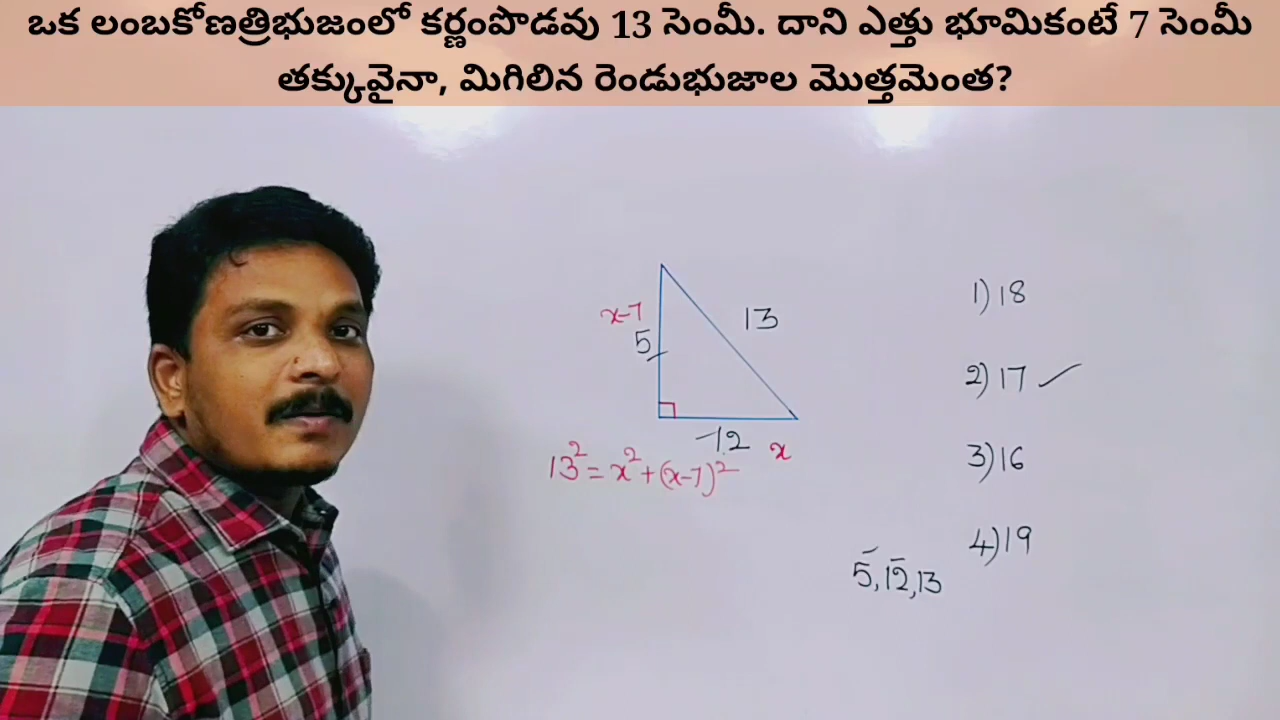 ఒక లంబకోణత్రిభుజంలో కర్ణంపొడవు 13 సెంమీ. దాని ఎత్తు భూమికంటే 7 సెంమీ
తక్కువైనా, మిగిలిన రెండుభుజాల మొత్తమెంత?
x-7
5
13
12
x
13² = x² + (x-7)²
1) 18
2) 17 ✓
3) 16
4) 19
5, 12, 13